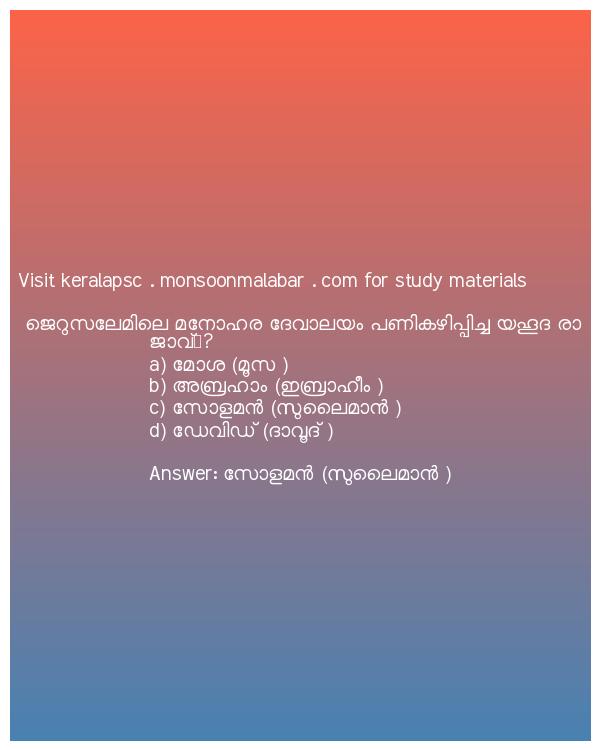 Visit keralapsc . monsoonmalabar . com for study materials
ജെറുസലേമിലെ മനോഹര ദേവാലയം പണികഴിപ്പിച്ച യഹൂദ രാ
ജാവ്?
a) മോശ (മൂസ )
b) അബ്രഹാം (ഇബ്രാഹീം )
c) സോളമൻ (സുലൈമാൻ )
d) ഡേവിഡ് (ദാവൂദ് )
Answer: സോളമൻ (സുലൈമാൻ )